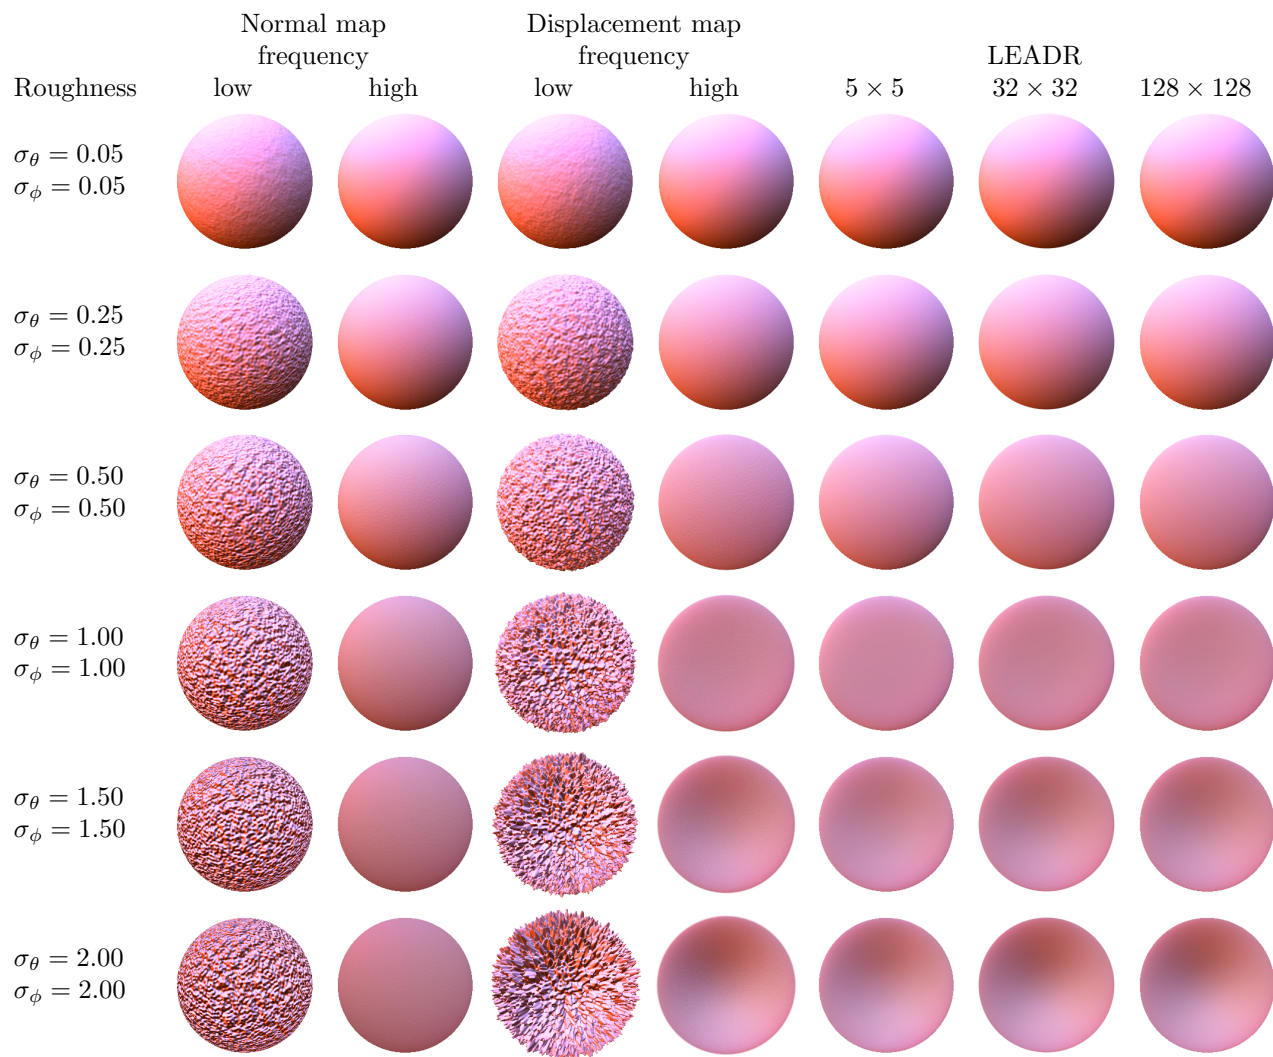 Normal map
frequency
Displacement map
frequency
LEADR
Roughness low high low high 5 × 5 32 × 32 128 × 128
σθ = 0.05
σϕ = 0.05
σθ = 0.25
σϕ = 0.25
σθ = 0.50
σϕ = 0.50
σθ = 1.00
σϕ = 1.00
σθ = 1.50
σϕ = 1.50
σθ = 2.00
σϕ = 2.00